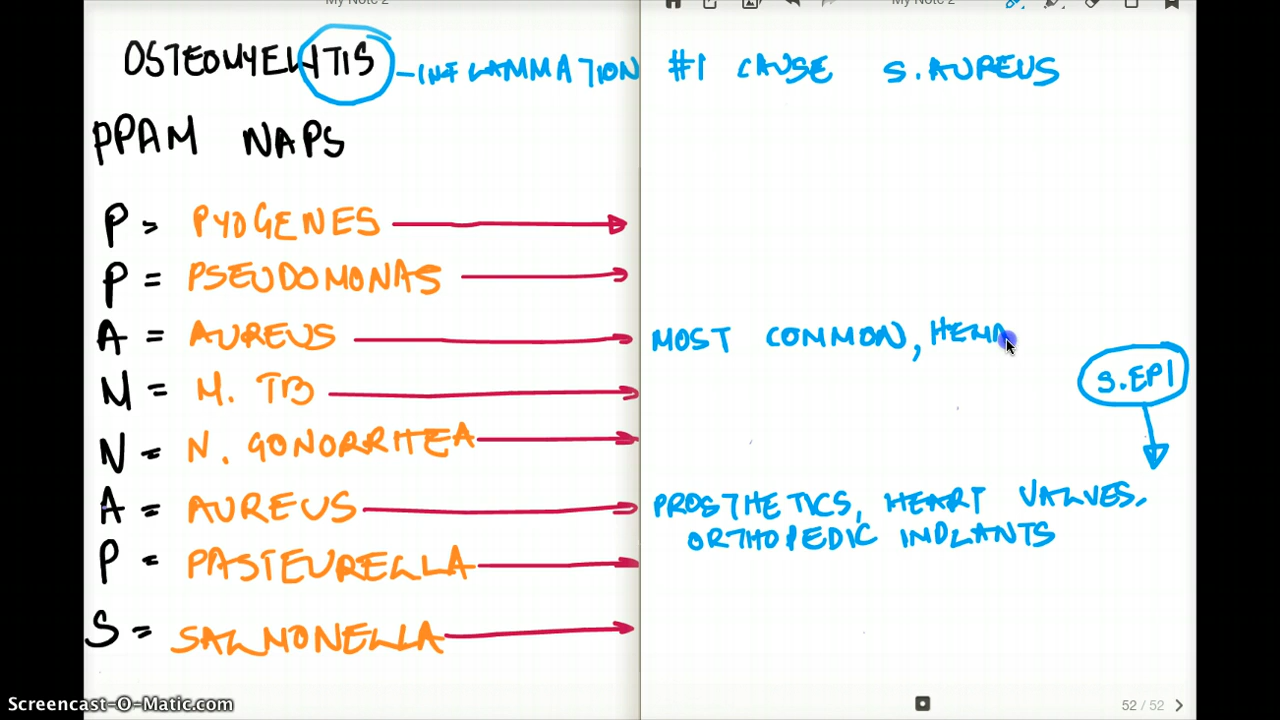 My Note 2
My Note 2
OSTEOMYELITIS - INFLAMMATION
#1 CAUSE S. AUREUS
PPAM NAPS
P = PYOGENES
P = PSEUDOMONAS
A = AUREUS
MOST COMMON, HEMA
S. EPI
M = M. TB
N = N. GONORRHEA
A = AUREUS
PROSTHETICS, HEART VALVES,
ORTHOPEDIC IMPLANTS
P = PASTEURELLA
S = SALMONELLA
Screencast-O-Matic.com
52 / 52